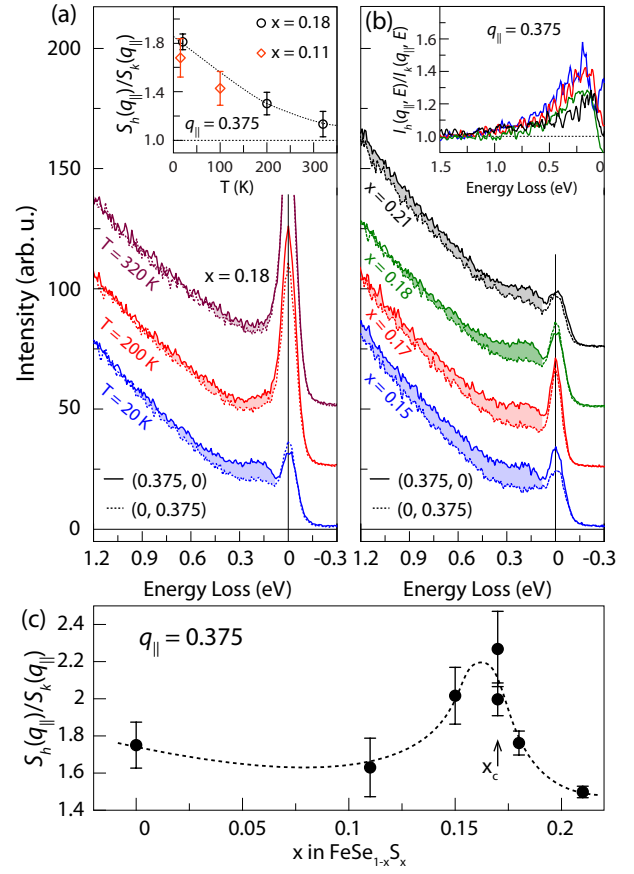 (a)
200
150
100
50
0
Intensity (arb. u.)
S_h(q_||)/S_k(q_||)
1.8
1.4
1.0
x = 0.18
x = 0.11
q_|| = 0.375
0 100 200 300
T (K)
T = 320 K
x = 0.18
T = 200 K
T = 20 K
(0.375, 0)
(0, 0.375)
1.2 0.9 0.6 0.3 0 -0.3
Energy Loss (eV)
(b)
I_h(q_||, E)/I_k(q_||, E)
1.6
1.4
1.2
1.0
q_|| = 0.375
1.5 1.0 0.5 0
Energy Loss (eV)
x = 0.21
x = 0.18
x = 0.17
x = 0.15
(0.375, 0)
(0, 0.375)
1.2 0.9 0.6 0.3 0 -0.3
Energy Loss (eV)
(c)
S_h(q_||)/S_k(q_||)
2.4
2.2
2
1.8
1.6
1.4
q_|| = 0.375
x_c
0 0.05 0.10 0.15 0.20
x in FeSe_{1-x}S_x